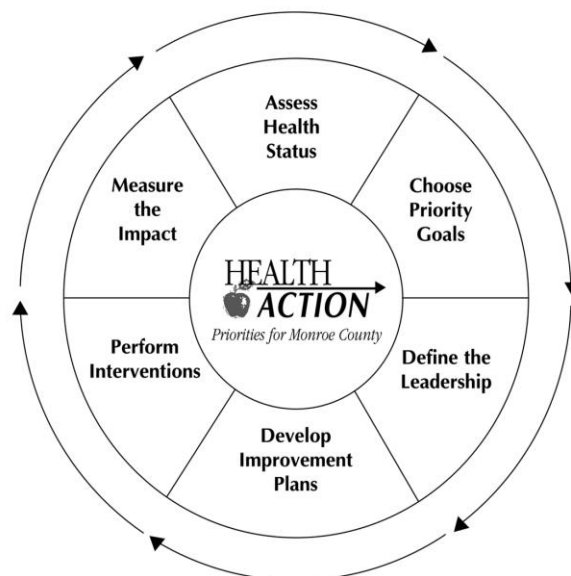 Assess
Health
Status
Choose
Priority
Goals
Define the
Leadership
Develop
Improvement
Plans
Perform
Interventions
Measure
the
Impact
HEALTH
ACTION
Priorities for Monroe County